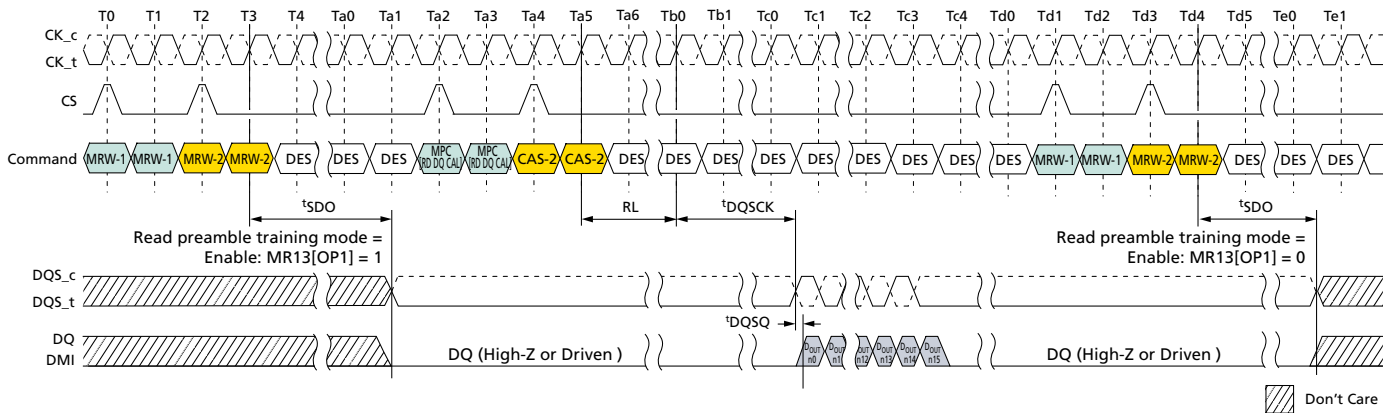 T0 T1 T2 T3 T4 Ta0 Ta1 Ta2 Ta3 Ta4 Ta5 Ta6 Tb0 Tb1 Tc0 Tc1 Tc2 Tc3 Tc4 Td0 Td1 Td2 Td3 Td4 Td5 Te0 Te1
CK_c
CK_t
CS
Command MRW-1 MRW-1 MRW-2 MRW-2 DES DES DES MPC [RD DQ CAL] MPC [RD DQ CAL] CAS-2 CAS-2 DES DES DES DES DES DES DES DES DES MRW-1 MRW-1 MRW-2 MRW-2 DES DES DES
tSDO RL tDQSCK tSDO
Read preamble training mode =
Enable: MR13[OP1] = 1
Read preamble training mode =
Enable: MR13[OP1] = 0
DQS_c
DQS_t
tDQSQ
DQ
DMI
DQ (High-Z or Driven )
DOUT n0 DOUT n1 DOUT n12 DOUT n13 DOUT n14 DOUT n15
DQ (High-Z or Driven )
Don't Care